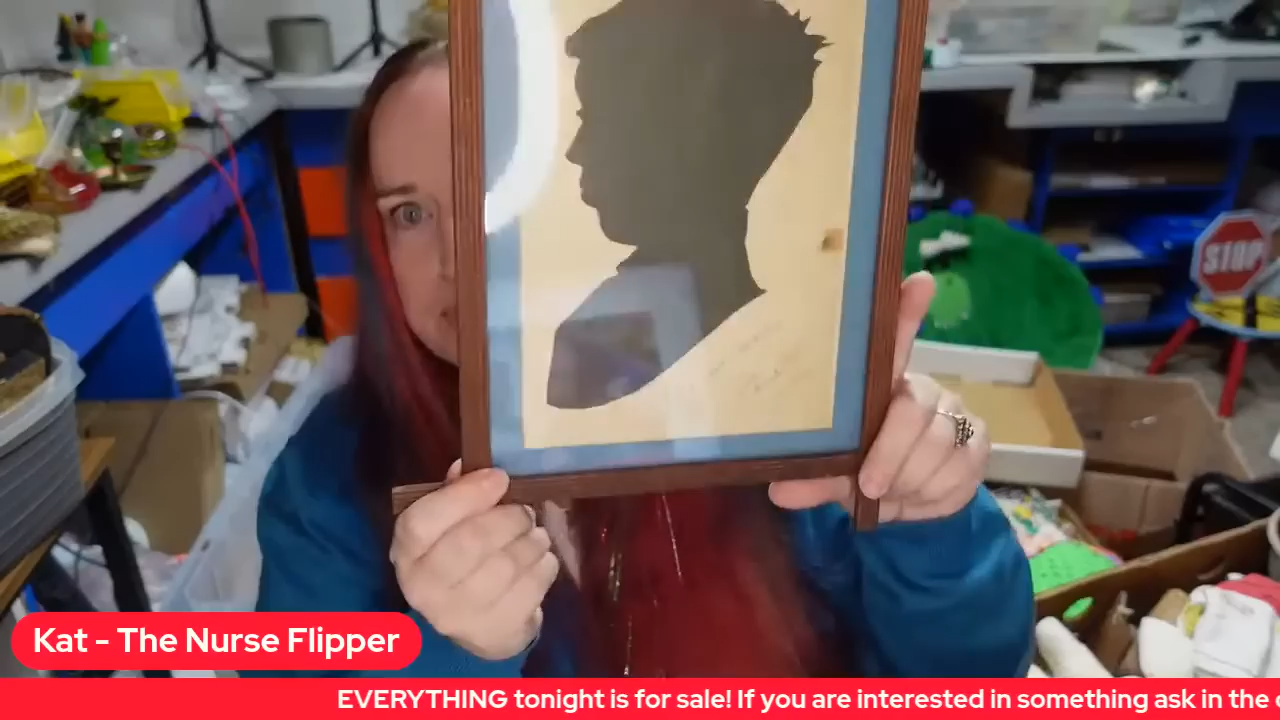 STOP
Kat - The Nurse Flipper
EVERYTHING tonight is for sale! If you are interested in something ask in the